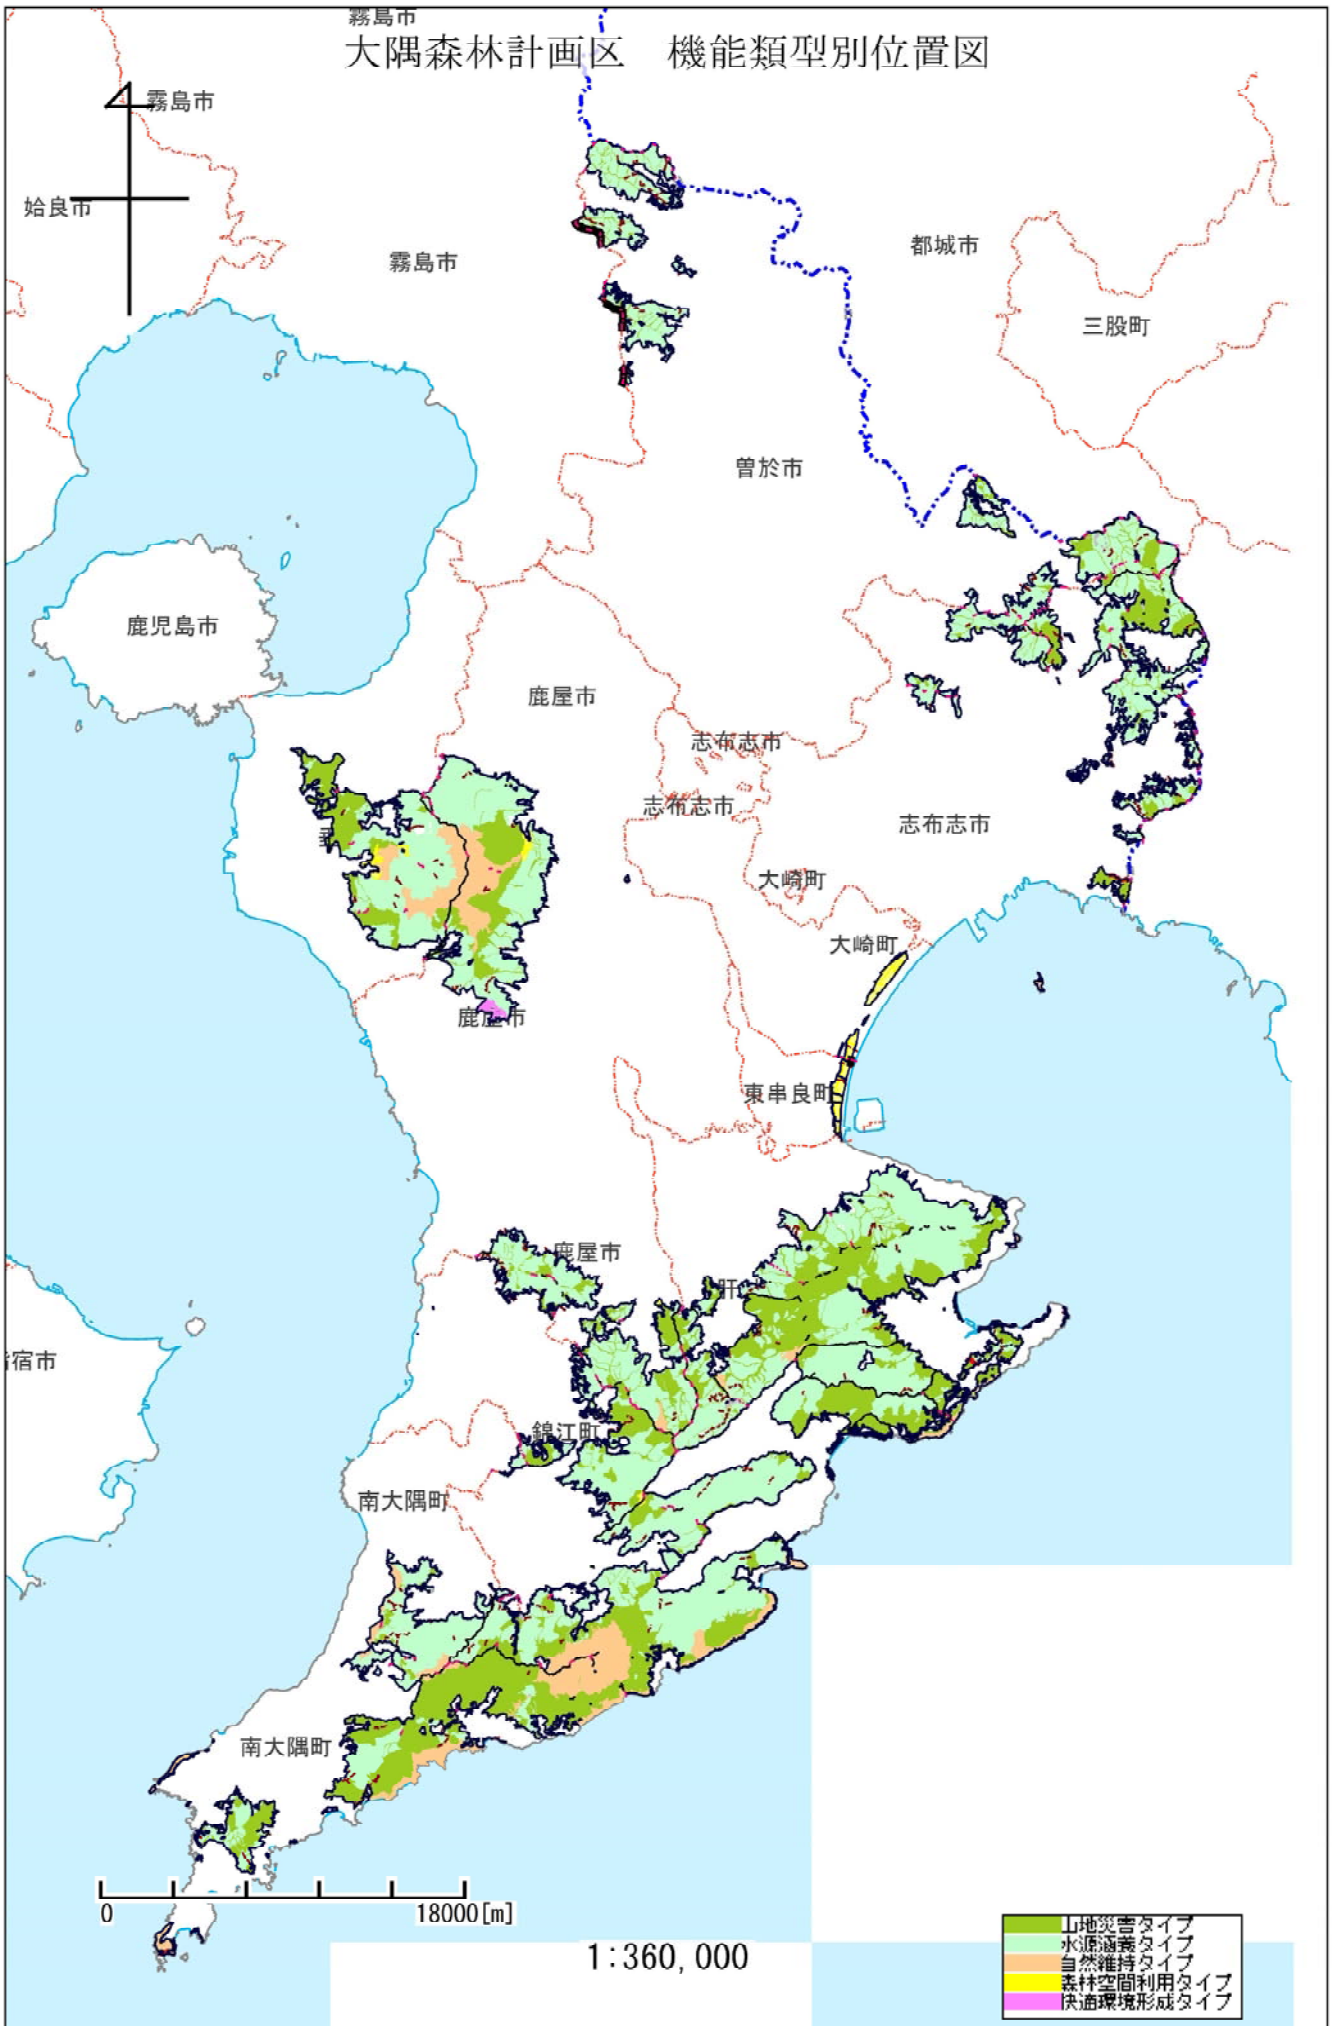 霧島市
大隅森林計画区　機能類型別位置図
霧島市
姶良市
霧島市
都城市
三股町
曽於市
鹿児島市
鹿屋市
志布志市
志布志市
志布志市
大崎町
大崎町
鹿屋市
東串良町
鹿屋市
肝
宿市
錦江町
南大隅町
南大隅町
0 18000[m]
1:360,000
山地災害タイプ
水源涵養タイプ
自然維持タイプ
森林空間利用タイプ
快適環境形成タイプ